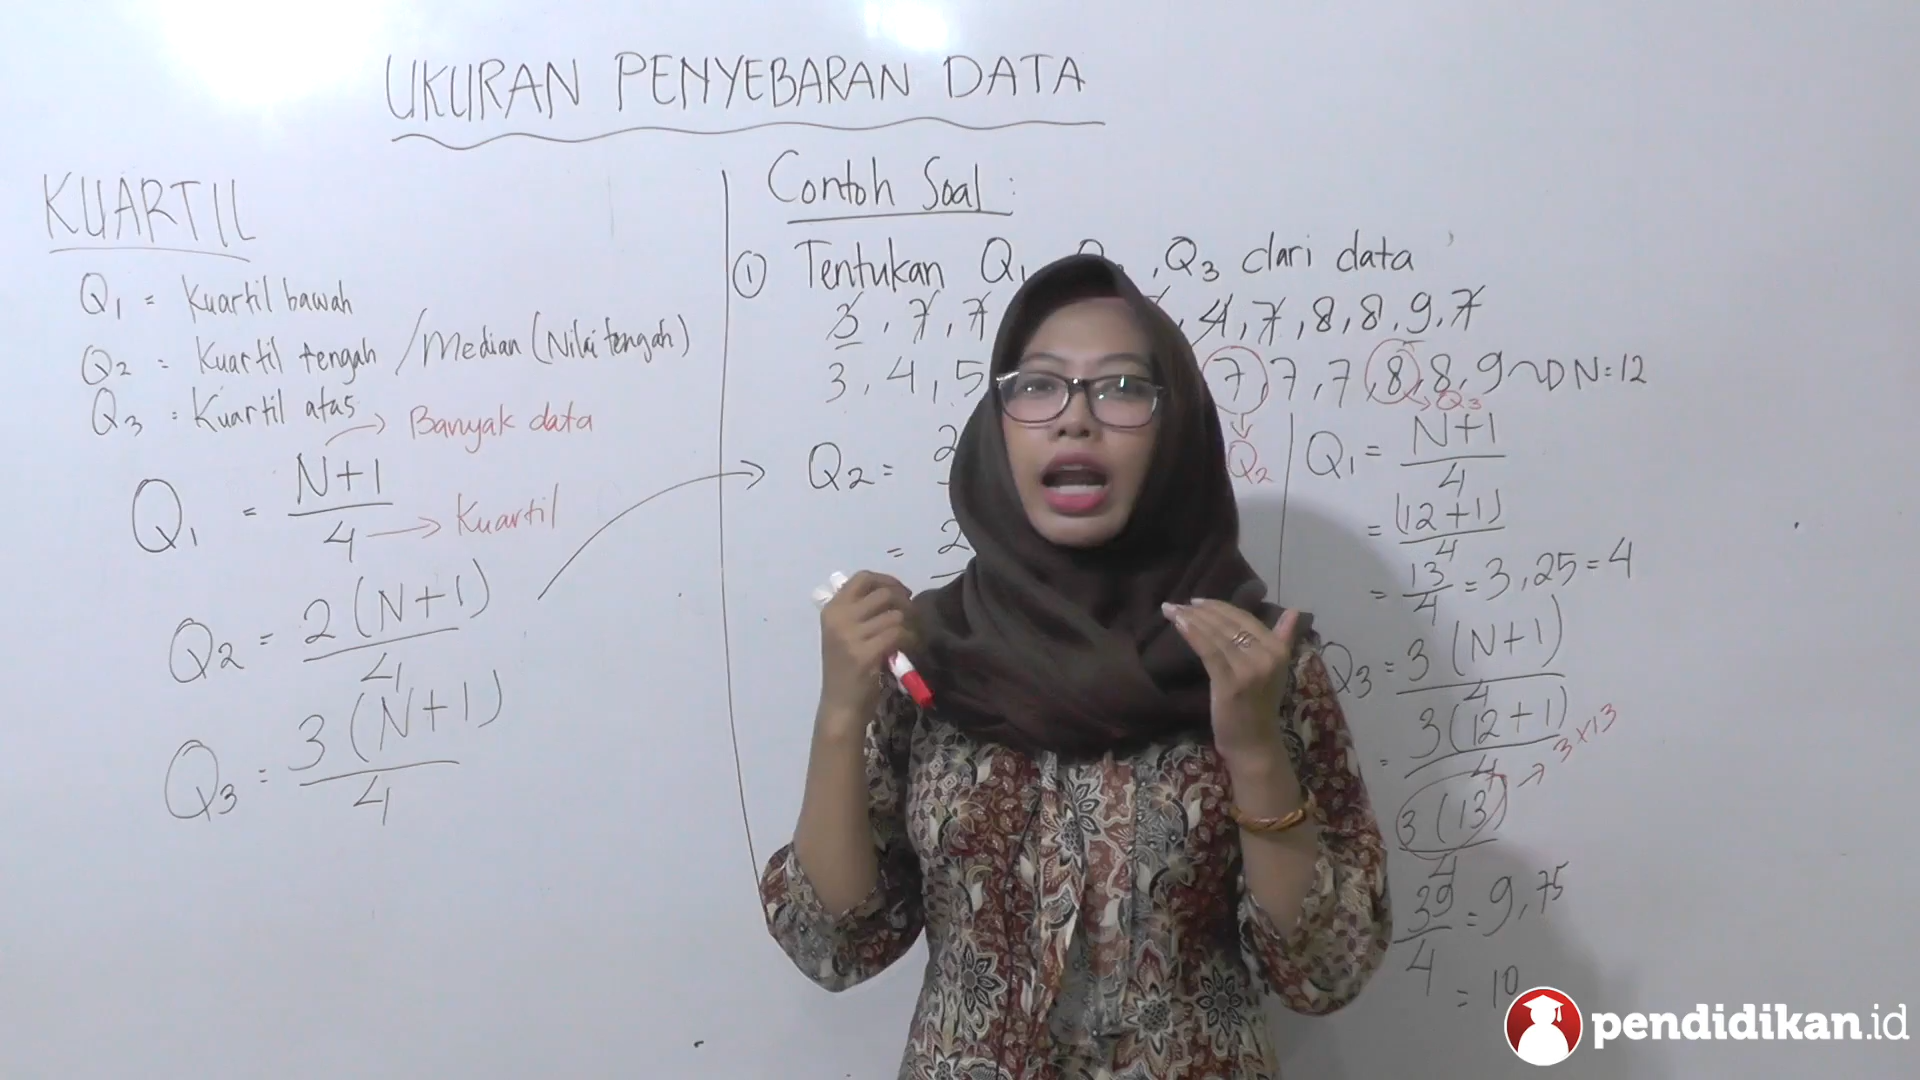 UKURAN PENYEBARAN DATA
KUARTIL
Q1 = Kuartil bawah
Q2 = Kuartil tengah / Median (Nilai tengah)
Q3 = Kuartil atas
Banyak data
Q1 = N+1 / 4
Kuartil
Q2 = 2(N+1) / 4
Q3 = 3(N+1) / 4
Contoh Soal :
① Tentukan Q1 , Q3 dari data
3, 7, 7 , 4, 7, 8, 8, 9, 7
3, 4, 5 7, 7, 7, 8, 8, 9 N = 12
Q3
Q2
Q2 = 2
= 2
Q1 = N+1 / 4
= (12+1) / 4
= 13 / 4 = 3,25 = 4
Q3 = 3(N+1) / 4
= 3(12+1) / 4
3×13
3(13) / 4
39 / 4 = 9,75
= 10
pendidikan.id